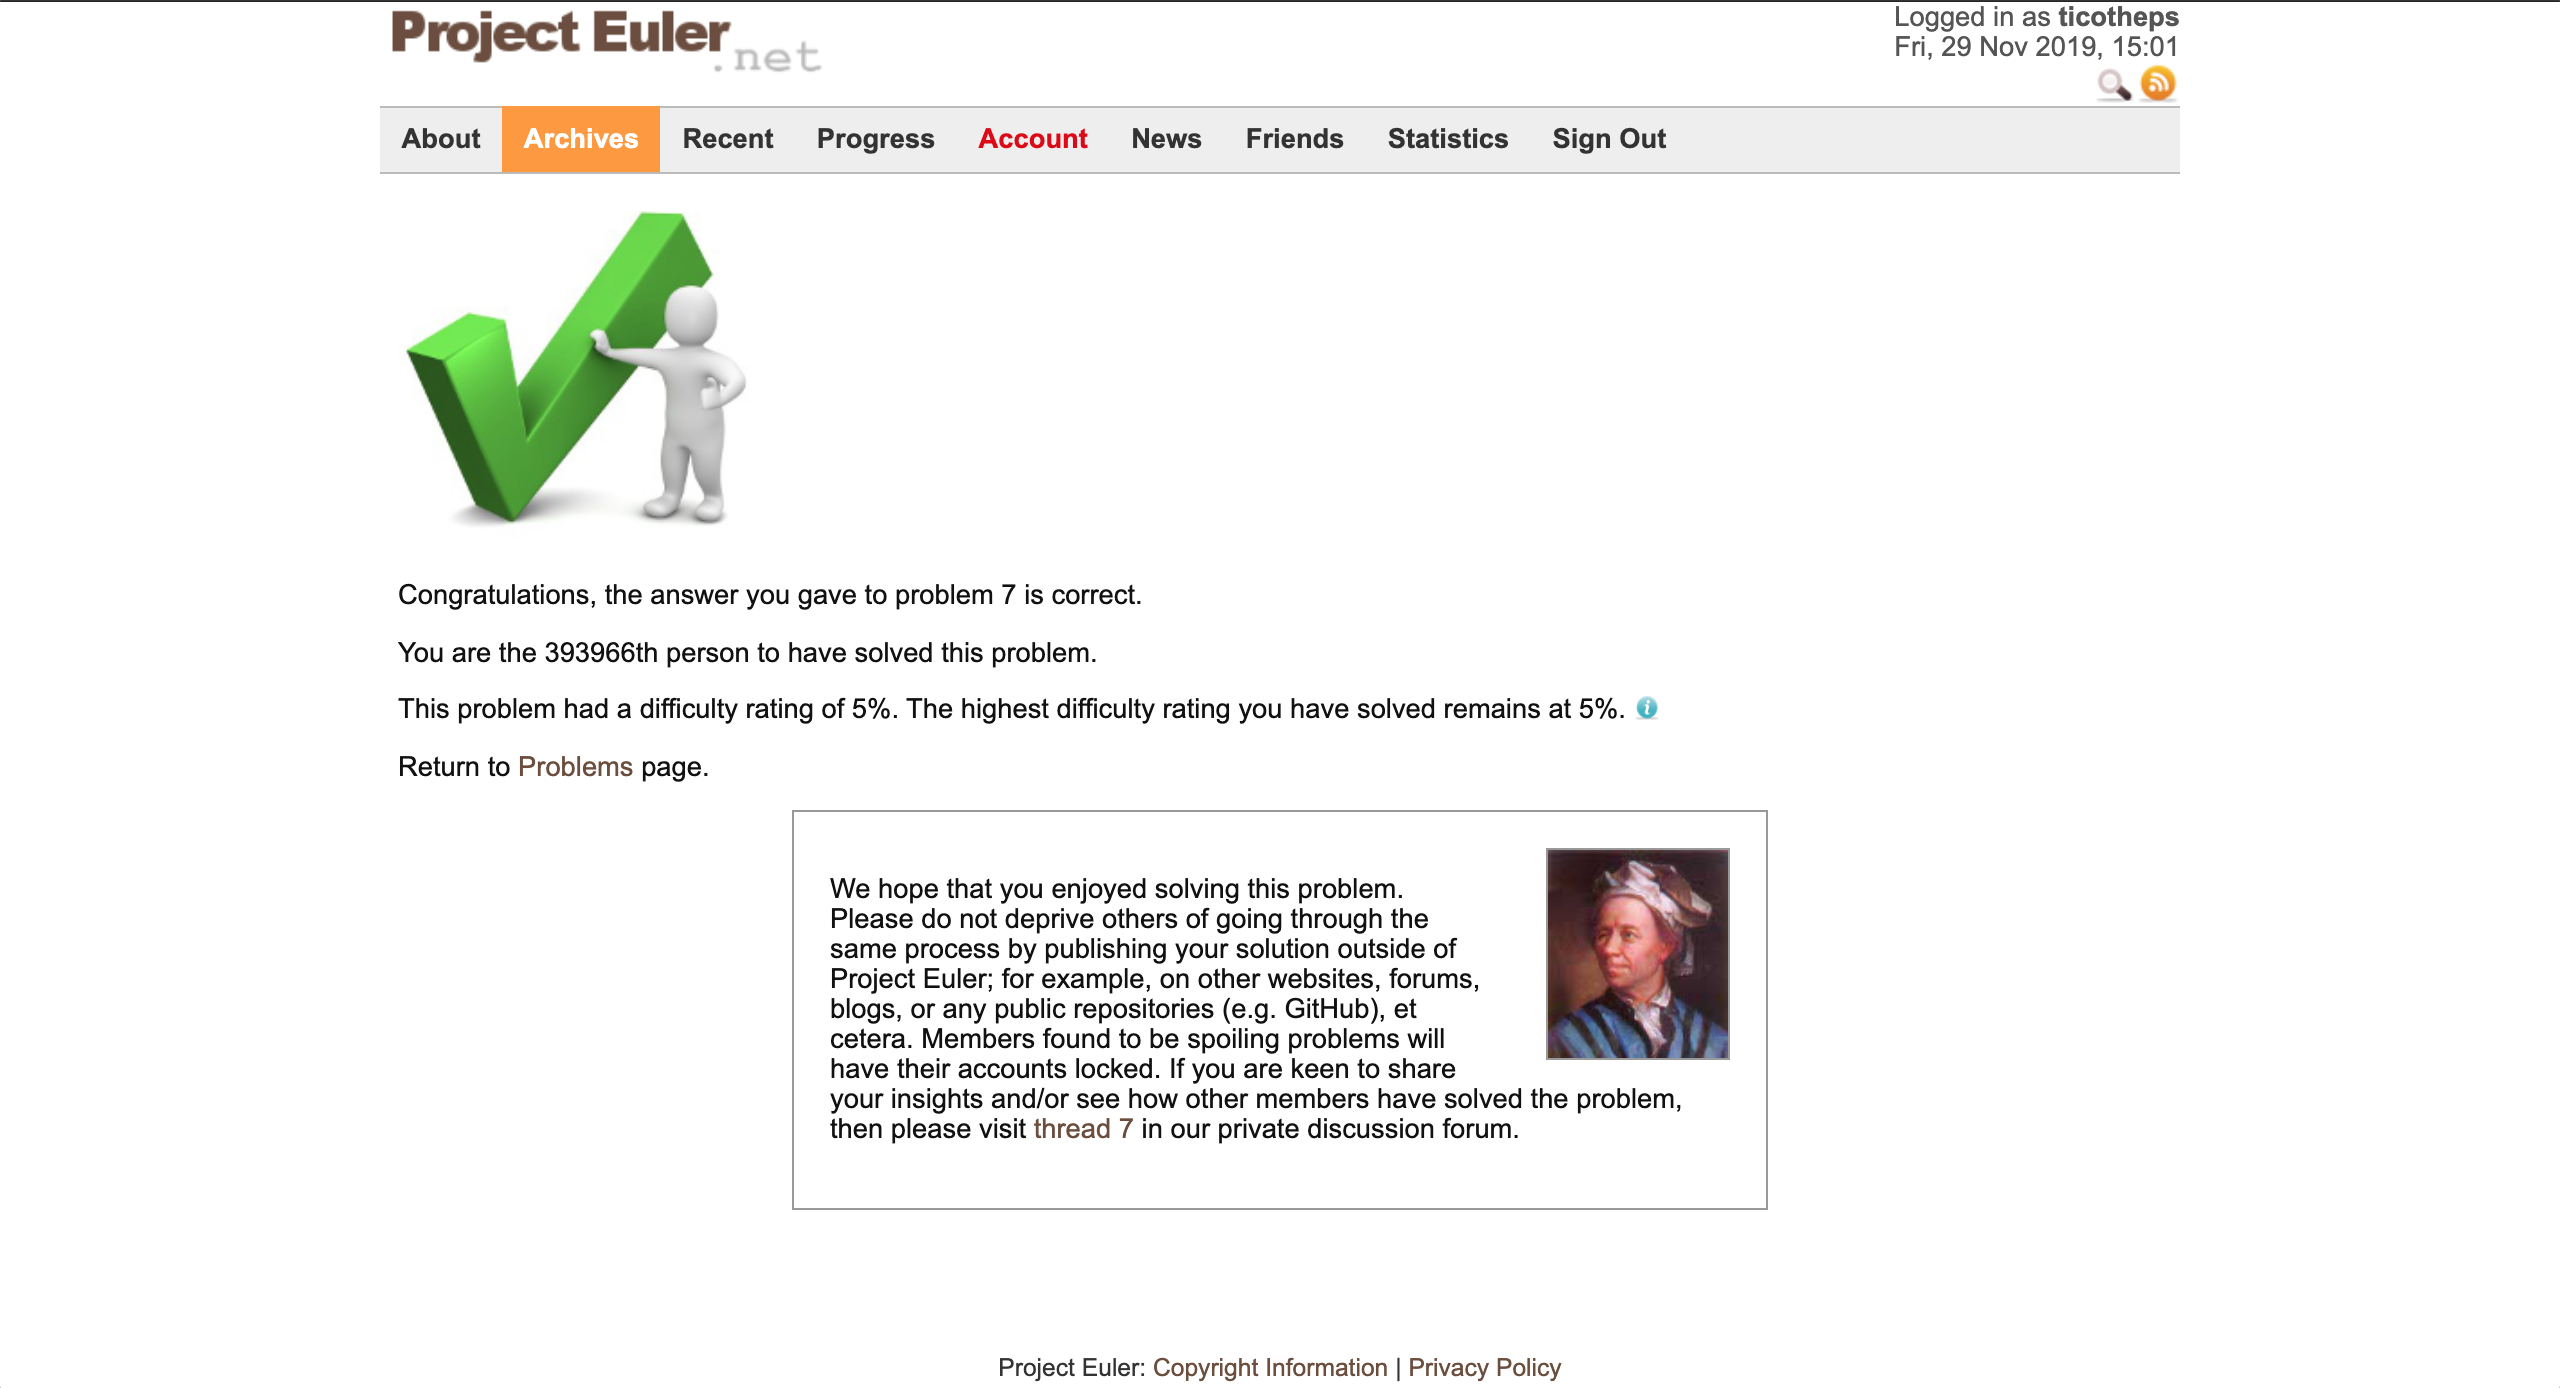 Project Euler
.net
Logged in as ticotheps
Fri, 29 Nov 2019, 15:01
About Archives Recent Progress Account News Friends Statistics Sign Out
Congratulations, the answer you gave to problem 7 is correct.
You are the 393966th person to have solved this problem.
This problem had a difficulty rating of 5%. The highest difficulty rating you have solved remains at 5%.
Return to Problems page.
We hope that you enjoyed solving this problem.
Please do not deprive others of going through the
same process by publishing your solution outside of
Project Euler; for example, on other websites, forums,
blogs, or any public repositories (e.g. GitHub), et
cetera. Members found to be spoiling problems will
have their accounts locked. If you are keen to share
your insights and/or see how other members have solved the problem,
then please visit thread 7 in our private discussion forum.
Project Euler: Copyright Information | Privacy Policy